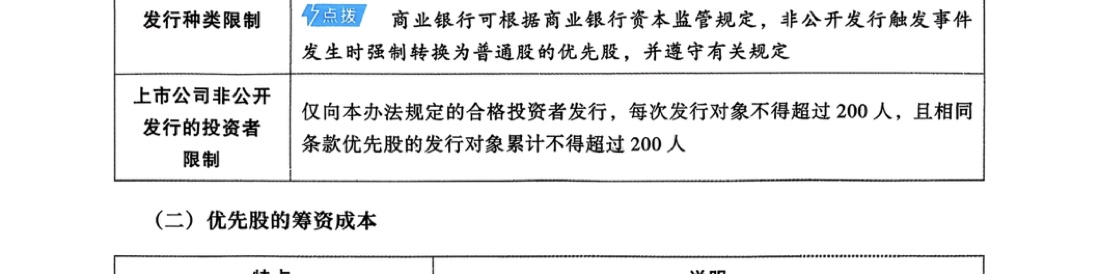 发行种类限制
点拨 商业银行可根据商业银行资本监管规定，非公开发行触发事件
发生时强制转换为普通股的优先股，并遵守有关规定
上市公司非公开
发行的投资者
限制
仅向本办法规定的合格投资者发行，每次发行对象不得超过 200 人，且相同
条款优先股的发行对象累计不得超过 200 人
（二）优先股的筹资成本
特点
说明